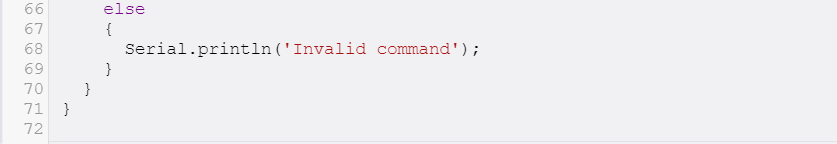 66 else
67 {
68 Serial.println('Invalid command');
69 }
70 }
71 }
72